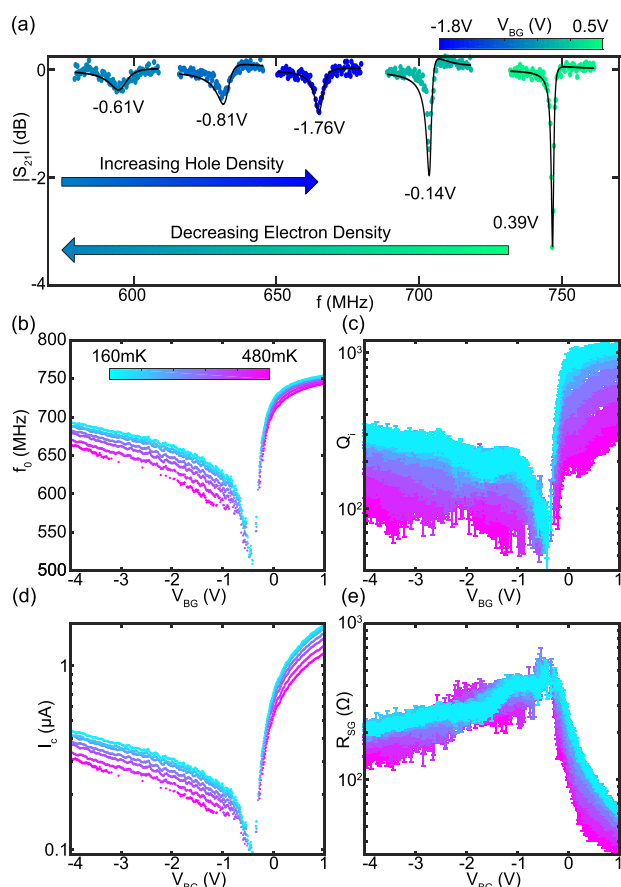 (a)
-1.8V V_BG (V) 0.5V
0
-2
-4
|S_21| (dB)
-0.61V
-0.81V
-1.76V
-0.14V
0.39V
Increasing Hole Density
Decreasing Electron Density
600 650 700 750
f (MHz)
(b)
160mK 480mK
800
750
700
650
600
550
500
f_0 (MHz)
-4 -3 -2 -1 0 1
V_BG (V)
(c)
10^3
10^2
Q_i
-4 -3 -2 -1 0 1
V_BG (V)
(d)
1
0.1
I_c (μA)
-4 -3 -2 -1 0 1
V_BG (V)
(e)
10^3
10^2
R_SG (Ω)
-4 -3 -2 -1 0 1
V_BG (V)